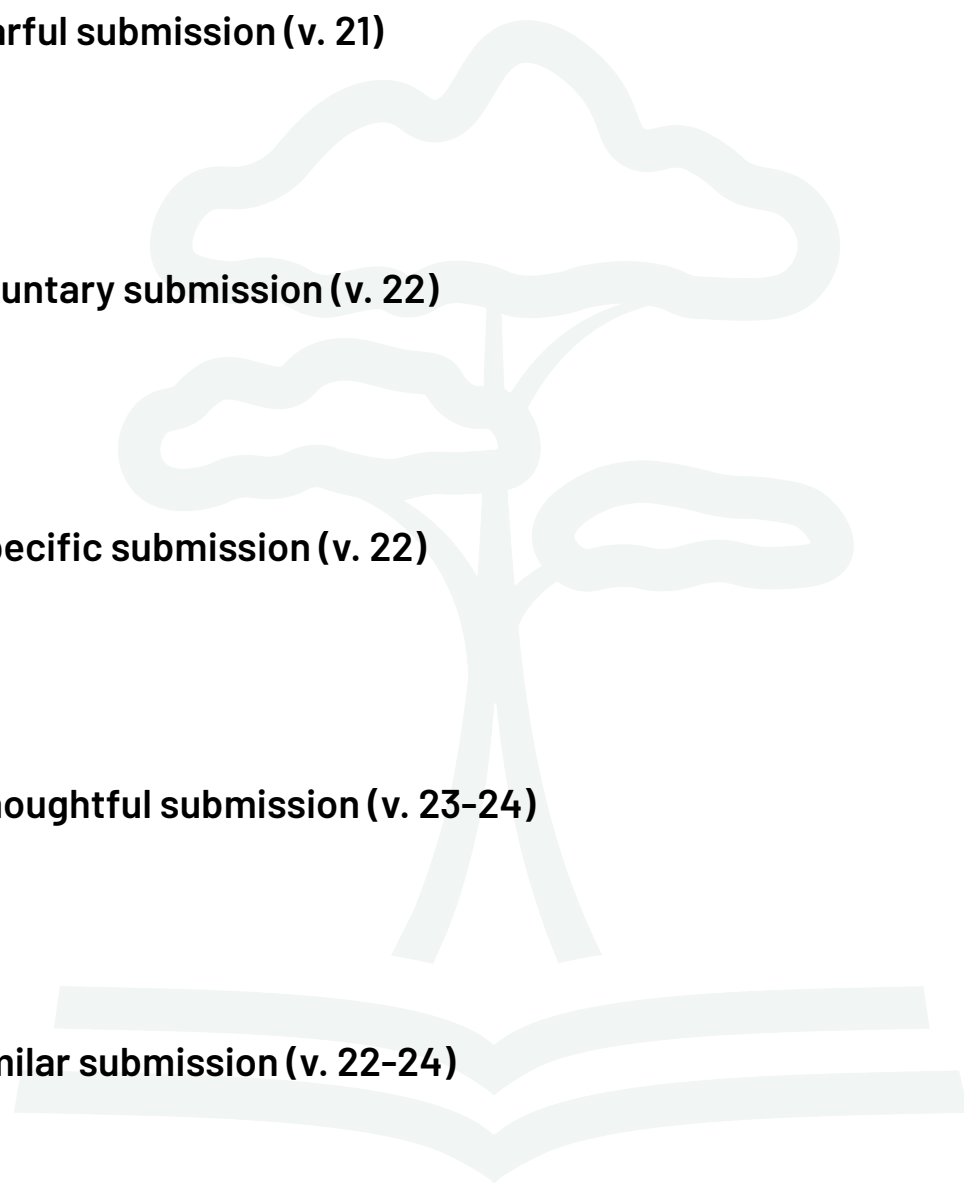 arful submission (v. 21)
untary submission (v. 22)
pecific submission (v. 22)
houghtful submission (v. 23-24)
milar submission (v. 22-24)